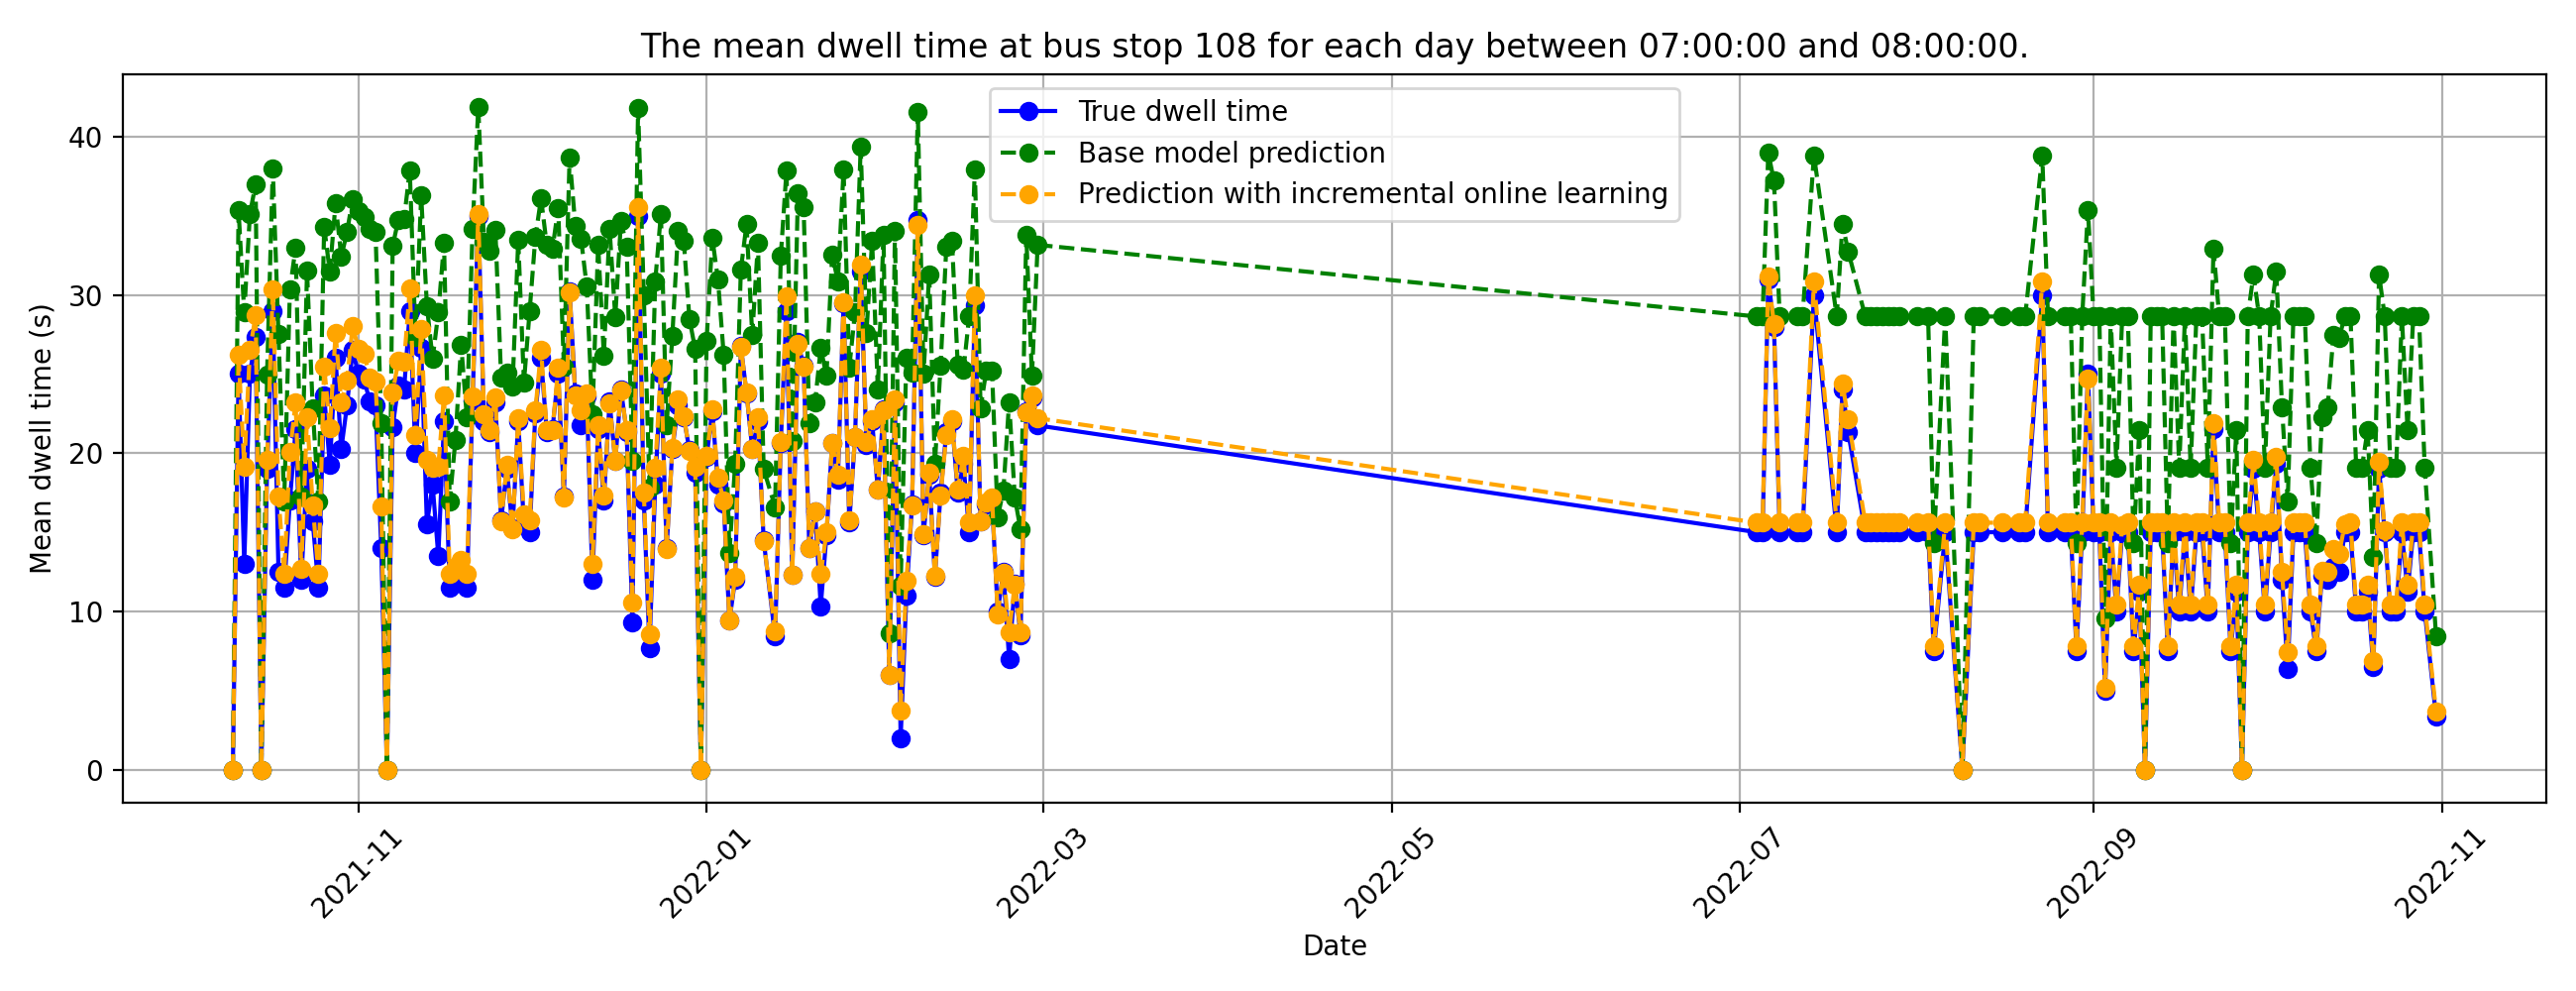 The mean dwell time at bus stop 108 for each day between 07:00:00 and 08:00:00.
True dwell time
Base model prediction
Prediction with incremental online learning
Mean dwell time (s)
40
30
20
10
0
2021-11
2022-01
2022-03
2022-05
2022-07
2022-09
2022-11
Date